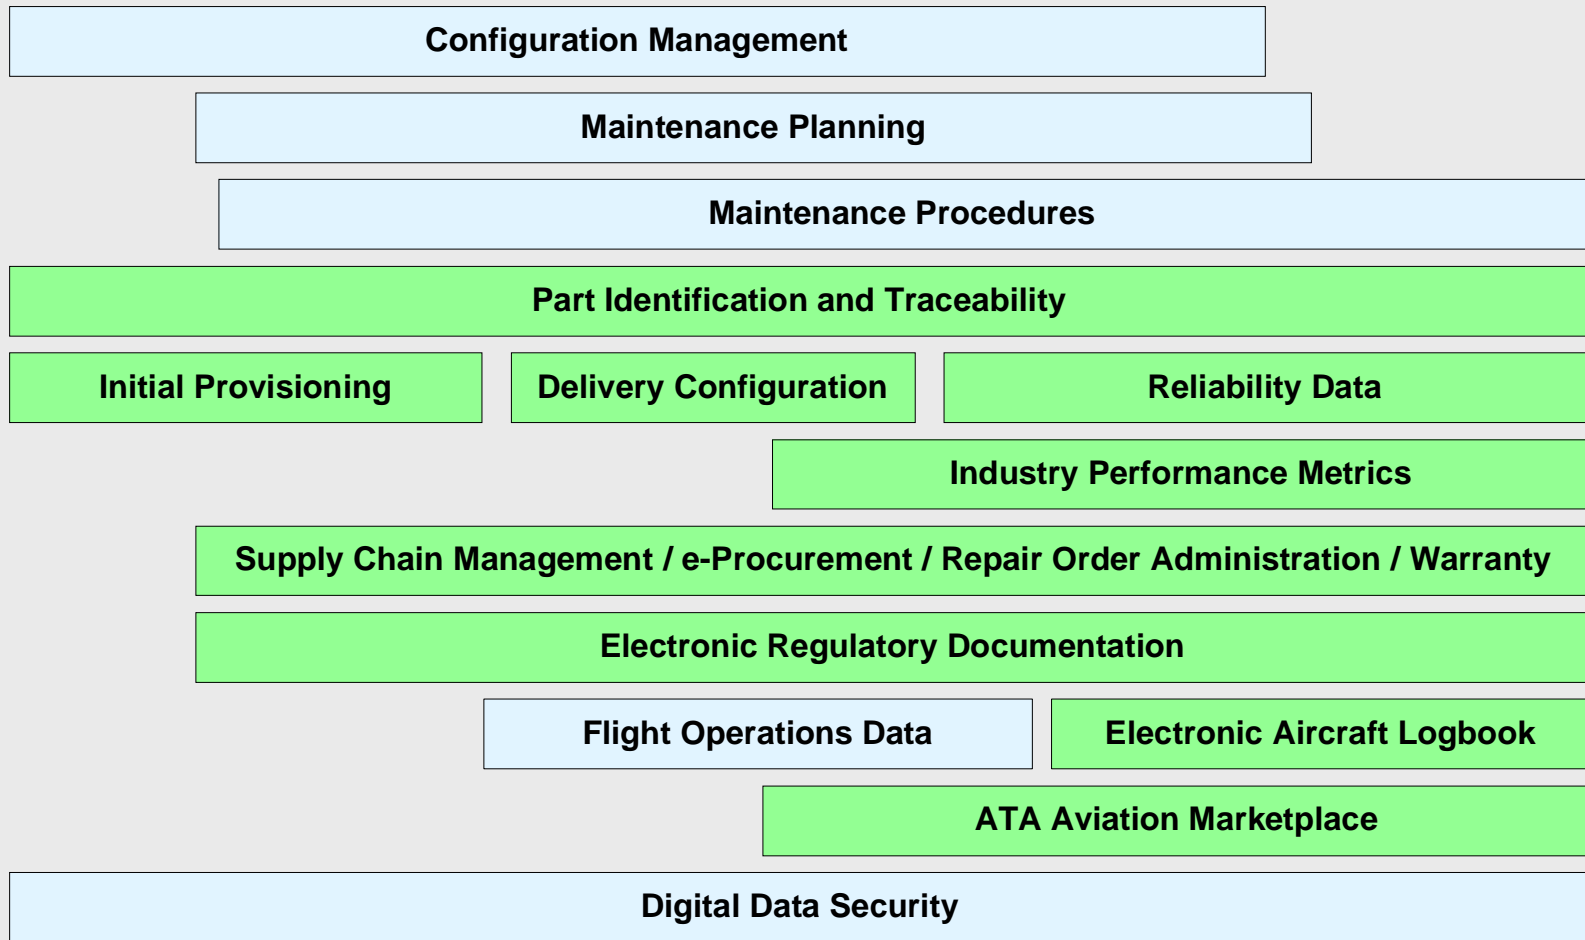 Configuration Management
Maintenance Planning
Maintenance Procedures
Part Identification and Traceability
Initial Provisioning
Delivery Configuration
Reliability Data
Industry Performance Metrics
Supply Chain Management / e-Procurement / Repair Order Administration / Warranty
Electronic Regulatory Documentation
Flight Operations Data
Electronic Aircraft Logbook
ATA Aviation Marketplace
Digital Data Security